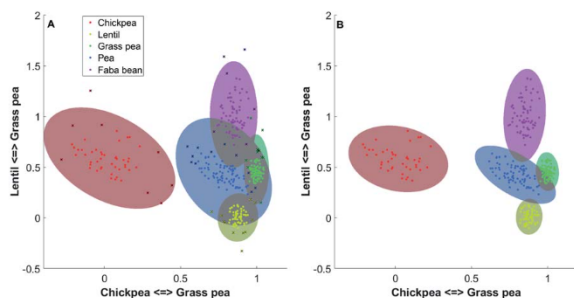 A
Chickpea
Lentil
Grass pea
Pea
Faba bean
2
1.5
1
0.5
0
-0.5
0
0.5
1
Lentil <=> Grass pea
Chickpea <=> Grass pea
B
2
1.5
1
0.5
0
-0.5
0
0.5
1
Lentil <=> Grass pea
Chickpea <=> Grass pea